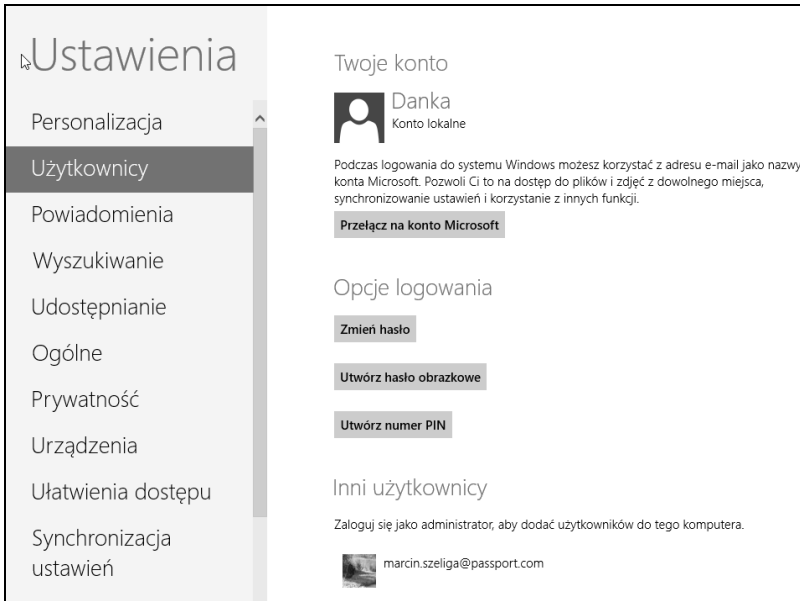 Ustawienia
Personalizacja
Użytkownicy
Powiadomienia
Wyszukiwanie
Udostępnianie
Ogólne
Prywatność
Urządzenia
Ułatwienia dostępu
Synchronizacja
ustawień
Twoje konto
Danka
Konto lokalne
Podczas logowania do systemu Windows możesz korzystać z adresu e-mail jako nazwy
konta Microsoft. Pozwoli Ci to na dostęp do plików i zdjęć z dowolnego miejsca,
synchronizowanie ustawień i korzystanie z innych funkcji.
Przełącz na konto Microsoft
Opcje logowania
Zmień hasło
Utwórz hasło obrazkowe
Utwórz numer PIN
Inni użytkownicy
Zaloguj się jako administrator, aby dodać użytkowników do tego komputera.
marcin.szeliga@passport.com